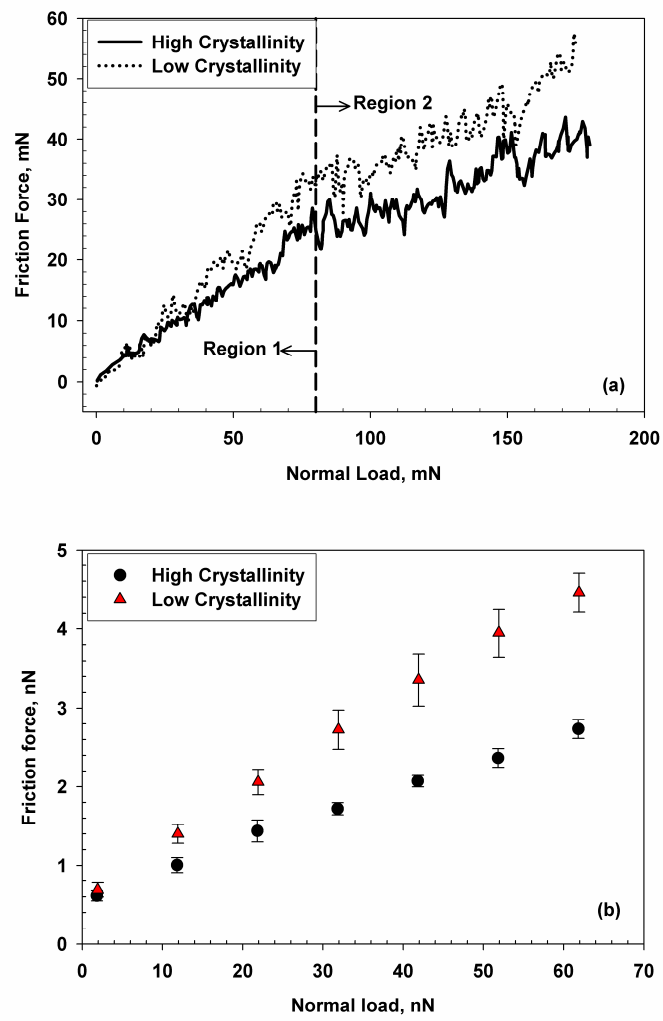 60
50
40
30
20
10
0
Friction Force, mN
High Crystallinity
Low Crystallinity
Region 2
Region 1
(a)
0 50 100 150 200
Normal Load, mN
5
4
3
2
1
0
Friction force, nN
High Crystallinity
Low Crystallinity
(b)
0 10 20 30 40 50 60 70
Normal load, nN